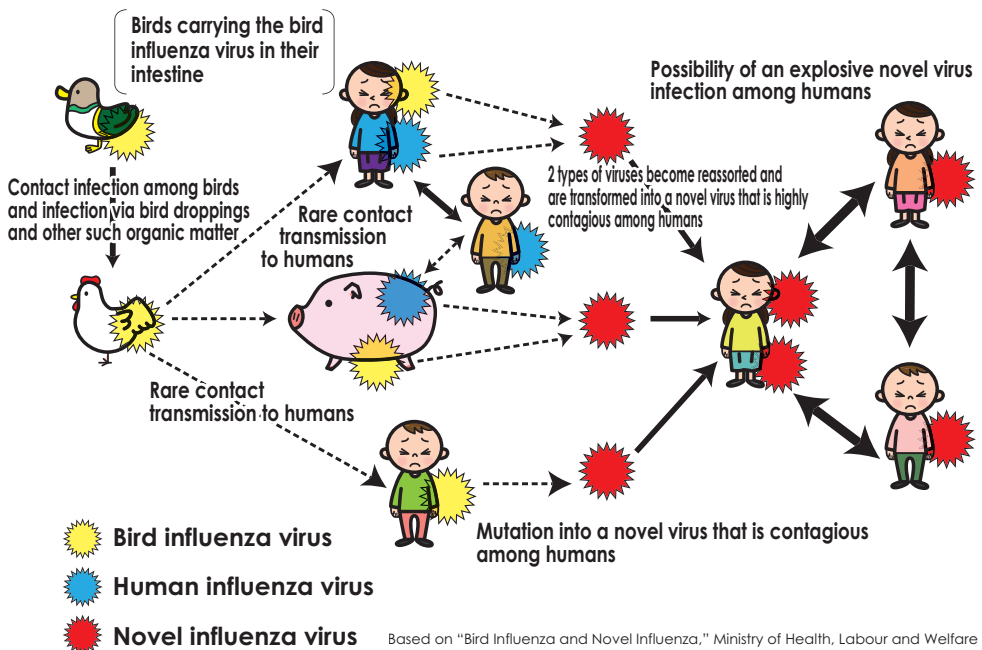 Birds carrying the bird
influenza virus in their
intestine
Possibility of an explosive novel virus
infection among humans
Contact infection among birds
and infection via bird droppings
and other such organic matter
2 types of viruses become reassorted and
are transformed into a novel virus that is highly
contagious among humans
Rare contact
transmission
to humans
Rare contact
transmission to humans
Mutation into a novel virus that is contagious
among humans
Bird influenza virus
Human influenza virus
Novel influenza virus
Based on “Bird Influenza and Novel Influenza,” Ministry of Health, Labour and Welfare